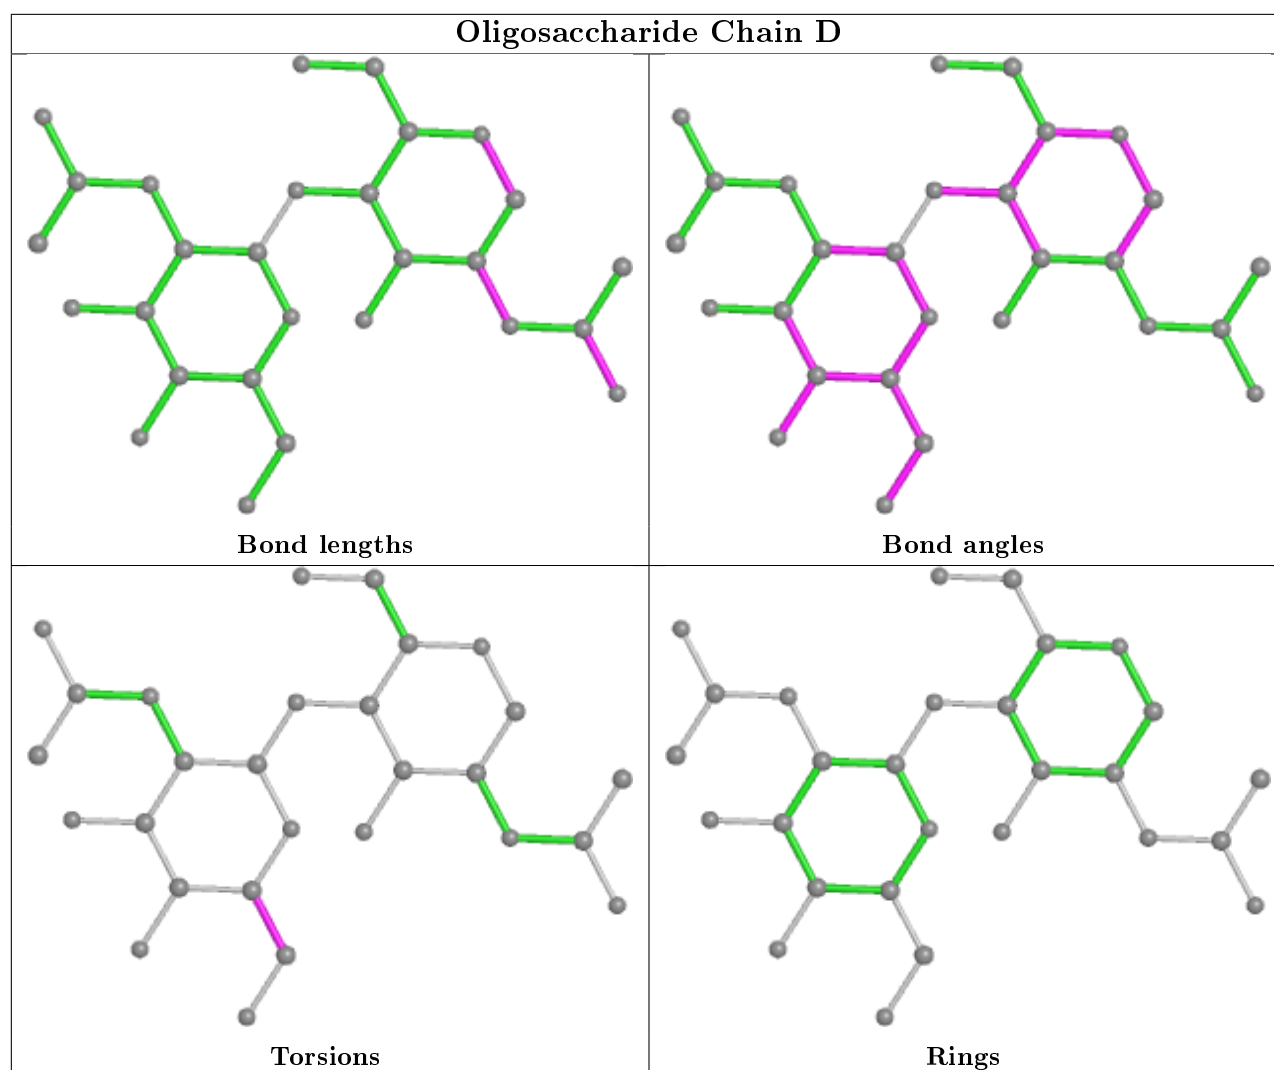 Oligosaccharide Chain D
Bond lengths
Bond angles
Torsions
Rings